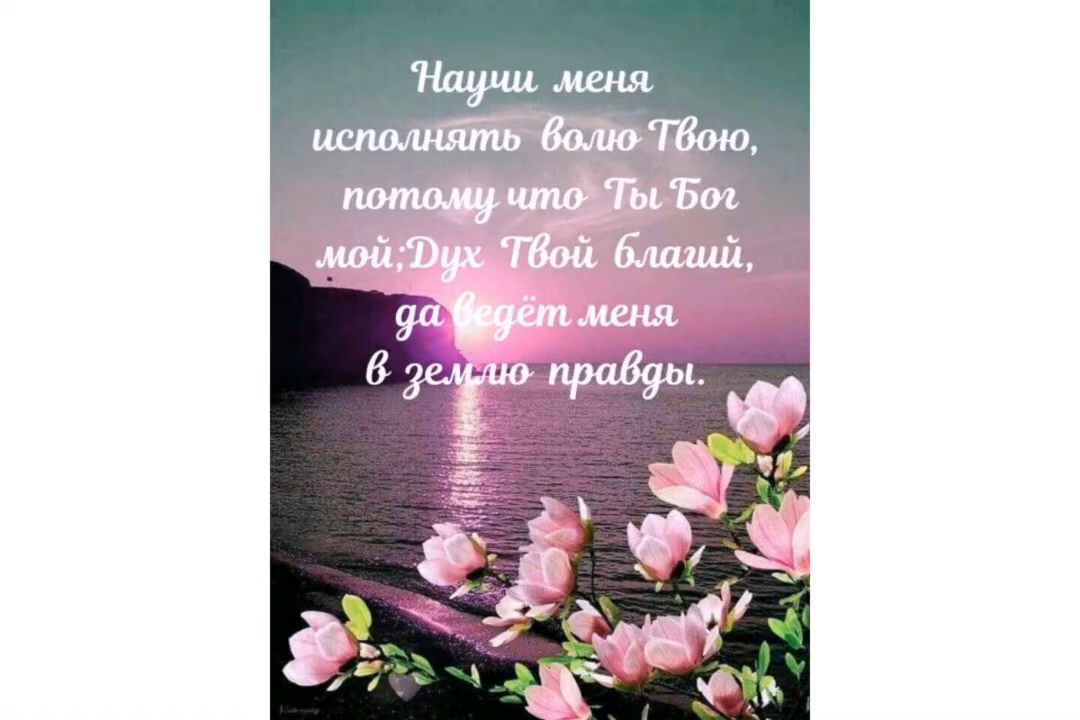 Научи меня
исполнять волю Твою,
потому что Ты Бог
мой;Дух Твой благий,
да ведёт меня
в землю правды.